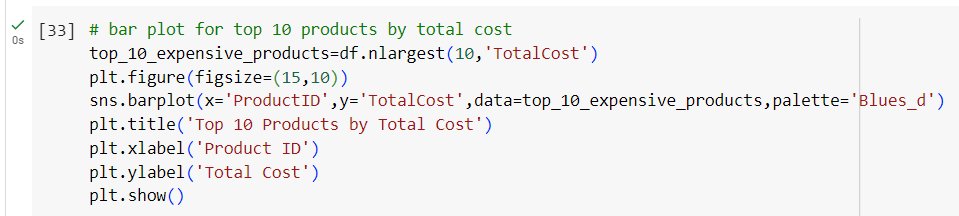 [33] # bar plot for top 10 products by total cost
0s
top_10_expensive_products=df.nlargest(10,'TotalCost')
plt.figure(figsize=(15,10))
sns.barplot(x='ProductID',y='TotalCost',data=top_10_expensive_products,palette='Blues_d')
plt.title('Top 10 Products by Total Cost')
plt.xlabel('Product ID')
plt.ylabel('Total Cost')
plt.show()